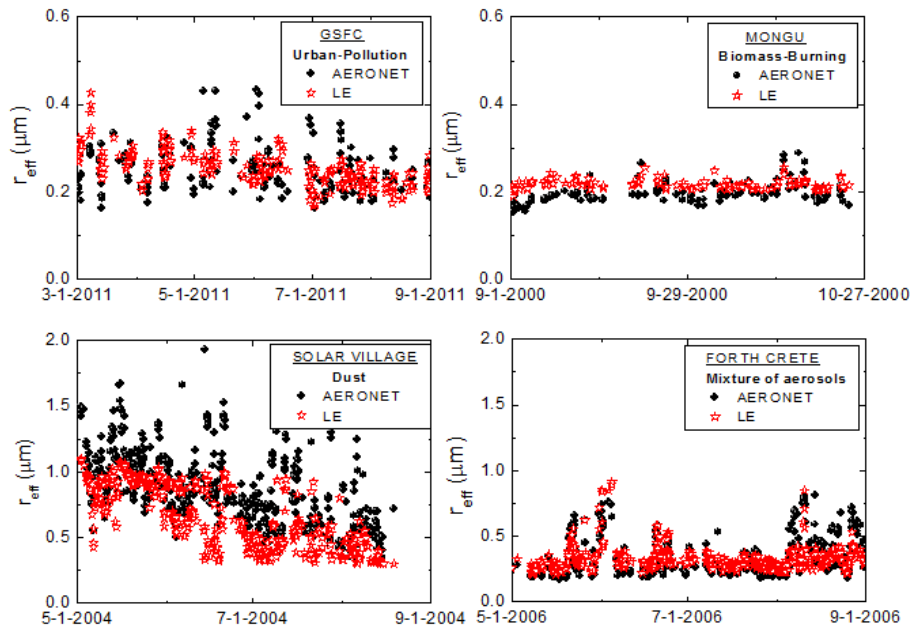 0.6
0.4
0.2
0.0
r eff (μm)
3-1-2011 5-1-2011 7-1-2011 9-1-2011
GSFC
Urban-Pollution
AERONET
LE
0.6
0.4
0.2
0.0
r eff (μm)
9-1-2000 9-29-2000 10-27-2000
MONGU
Biomass-Burning
AERONET
LE
2.0
1.5
1.0
0.5
0.0
r eff (μm)
5-1-2004 7-1-2004 9-1-2004
SOLAR VILLAGE
Dust
AERONET
LE
2.0
1.5
1.0
0.5
0.0
r eff (μm)
5-1-2006 7-1-2006 9-1-2006
FORTH CRETE
Mixture of aerosols
AERONET
LE